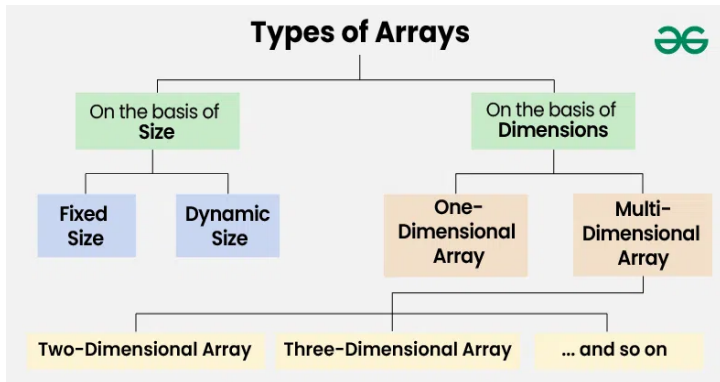 Types of Arrays
On the basis of
Size
On the basis of
Dimensions
Fixed
Size
Dynamic
Size
One-
Dimensional
Array
Multi-
Dimensional
Array
Two-Dimensional Array
Three-Dimensional Array
... and so on